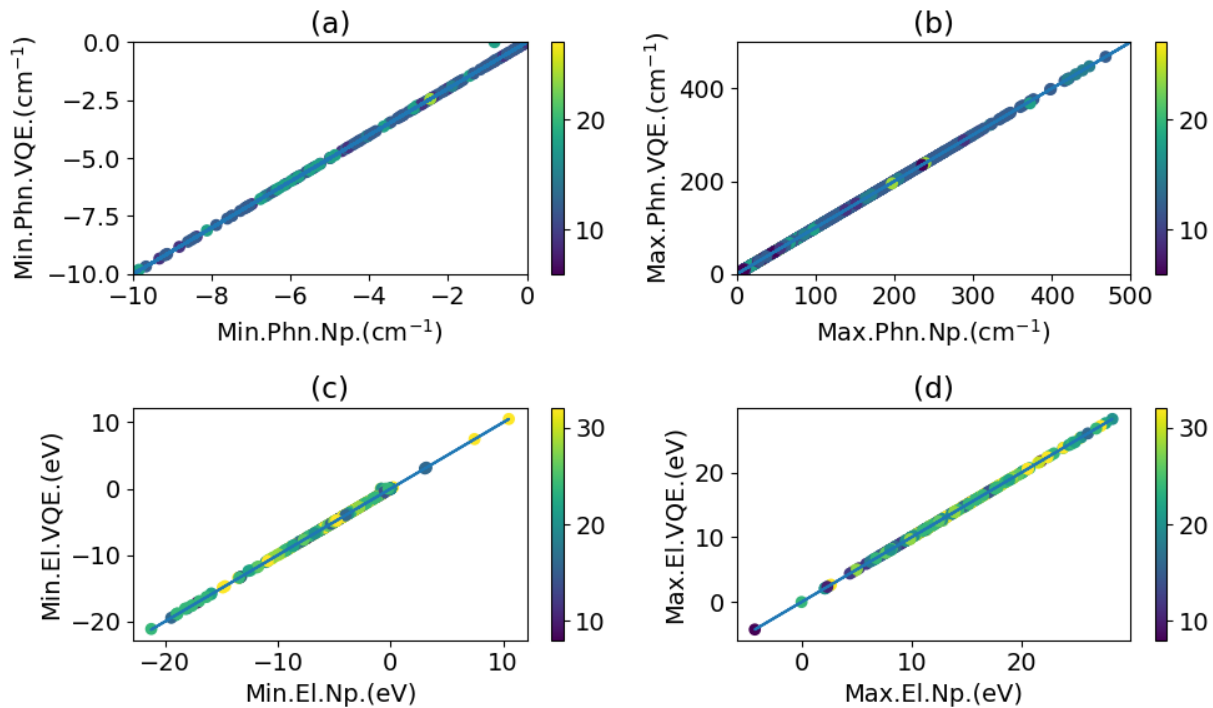 (a)
Min.Phn.VQE.(cm⁻¹)
0.0
−2.5
−5.0
−7.5
−10.0
−10 −8 −6 −4 −2 0
Min.Phn.Np.(cm⁻¹)
20
10
(b)
Max.Phn.VQE.(cm⁻¹)
400
200
0
0 100 200 300 400 500
Max.Phn.Np.(cm⁻¹)
20
10
(c)
Min.El.VQE.(eV)
10
0
−10
−20
−20 −10 0 10
Min.El.Np.(eV)
30
20
10
(d)
Max.El.VQE.(eV)
20
10
0
0 10 20
Max.El.Np.(eV)
30
20
10